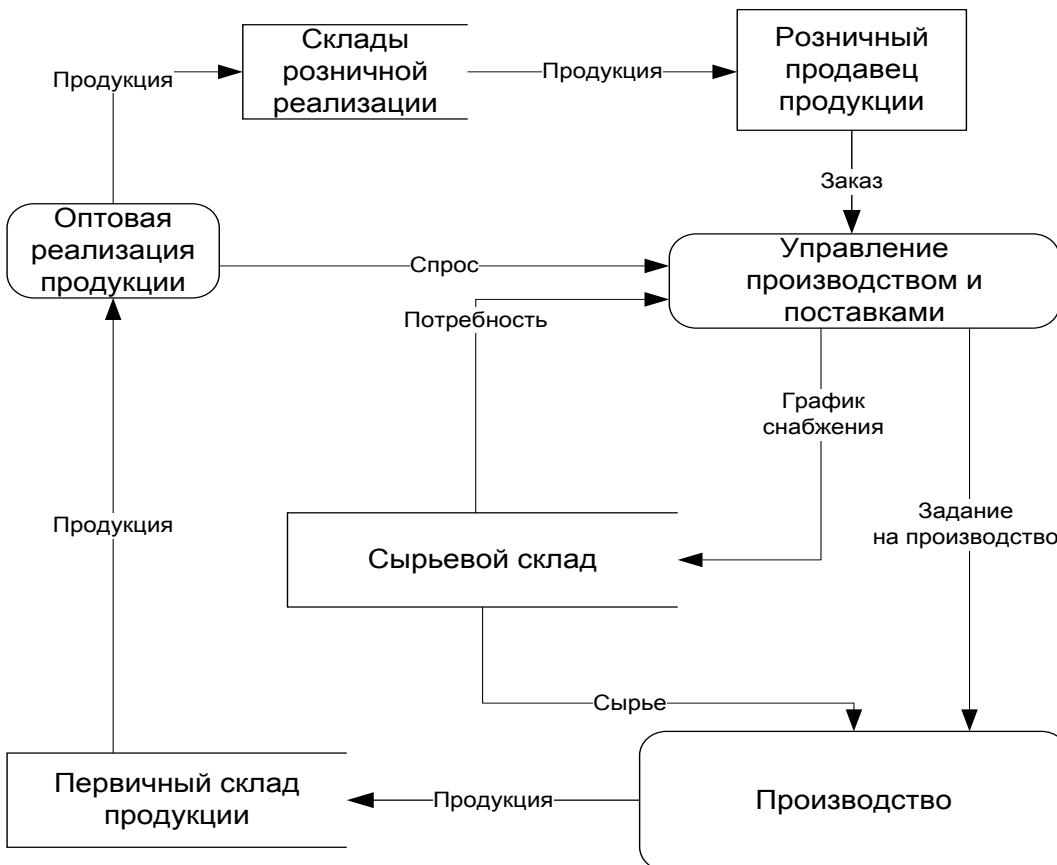 Склады
розничной
реализации
Розничный
продавец
продукции
Продукция
Продукция
Заказ
Оптовая
реализация
продукции
Спрос
Управление
производством и
поставками
Потребность
График
снабжения
Продукция
Задание
на производство
Сырьевой склад
Сырье
Первичный склад
продукции
Продукция
Производство